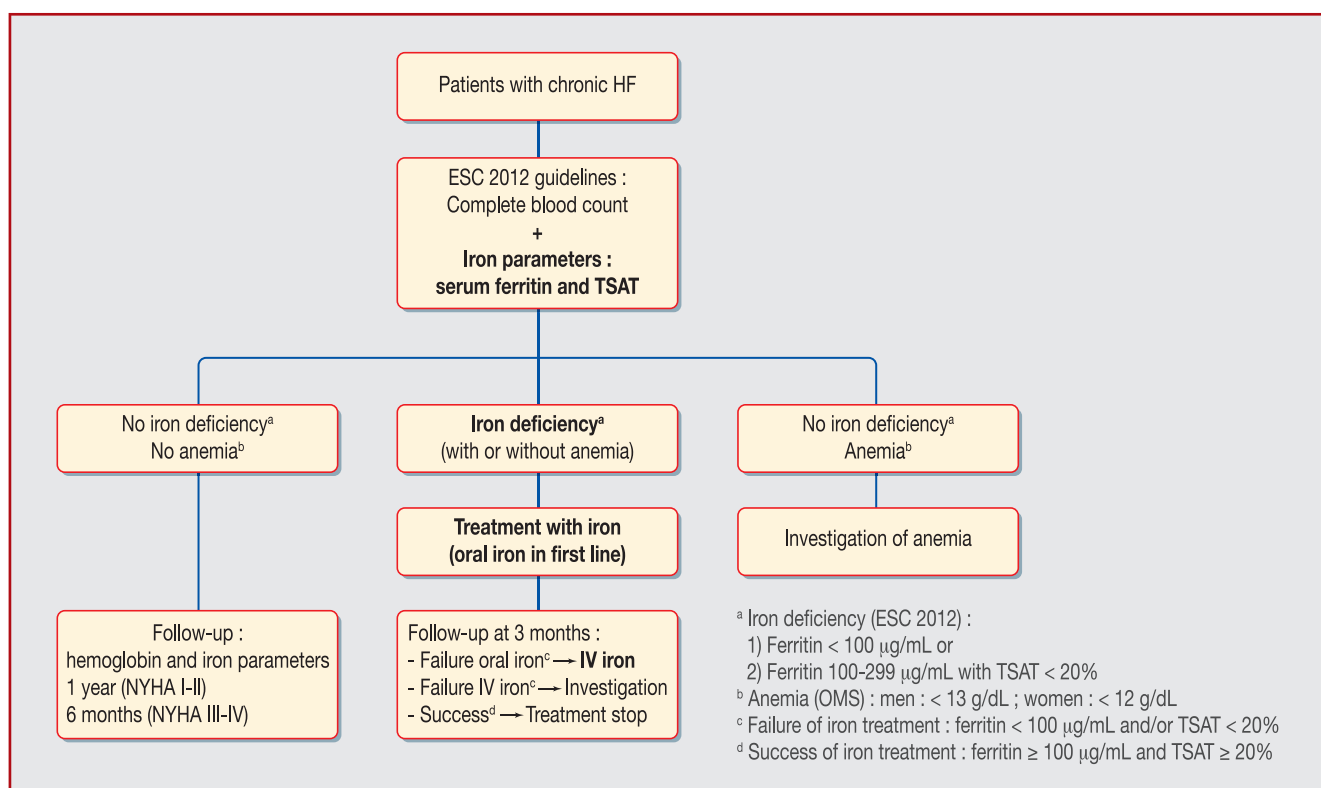 Patients with chronic HF
ESC 2012 guidelines :
Complete blood count
+
Iron parameters :
serum ferritin and TSAT
No iron deficiencyᵃ
No anemiaᵇ
Iron deficiencyᵃ
(with or without anemia)
No iron deficiencyᵃ
Anemiaᵇ
Treatment with iron
(oral iron in first line)
Investigation of anemia
Follow-up :
hemoglobin and iron parameters
1 year (NYHA I-II)
6 months (NYHA III-IV)
Follow-up at 3 months :
- Failure oral ironᶜ → IV iron
- Failure IV ironᶜ → Investigation
- Successᵈ → Treatment stop
ᵃ Iron deficiency (ESC 2012) :
1) Ferritin < 100 μg/mL or
2) Ferritin 100-299 μg/mL with TSAT < 20%
ᵇ Anemia (OMS) : men : < 13 g/dL ; women : < 12 g/dL
ᶜ Failure of iron treatment : ferritin < 100 μg/mL and/or TSAT < 20%
ᵈ Success of iron treatment : ferritin ≥ 100 μg/mL and TSAT ≥ 20%